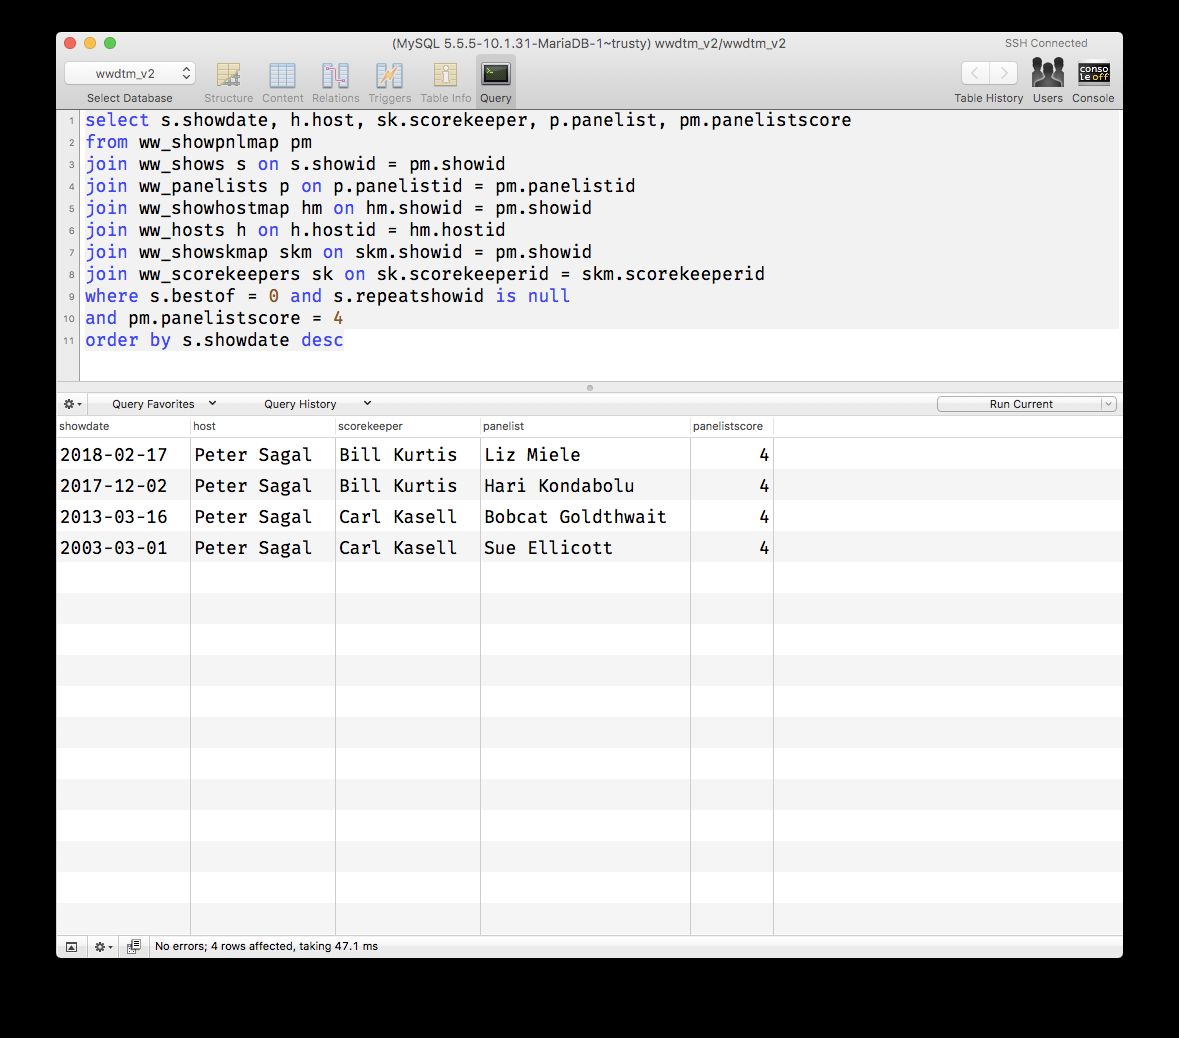 (MySQL 5.5.5-10.1.31-MariaDB-1~trusty) wwdtm_v2/wwdtm_v2
SSH Connected
wwdtm_v2
Select Database
Structure
Content
Relations
Triggers
Table Info
Query
Table History
Users
conso
le off
Console
1 select s.showdate, h.host, sk.scorekeeper, p.panelist, pm.panelistscore
2 from ww_showpnlmap pm
3 join ww_shows s on s.showid = pm.showid
4 join ww_panelists p on p.panelistid = pm.panelistid
5 join ww_showhostmap hm on hm.showid = pm.showid
6 join ww_hosts h on h.hostid = hm.hostid
7 join ww_showskmap skm on skm.showid = pm.showid
8 join ww_scorekeepers sk on sk.scorekeeperid = skm.scorekeeperid
9 where s.bestof = 0 and s.repeatshowid is null
10 and pm.panelistscore = 4
11 order by s.showdate desc
Query Favorites
Query History
Run Current
showdate host scorekeeper panelist panelistscore
2018-02-17 Peter Sagal Bill Kurtis Liz Miele 4
2017-12-02 Peter Sagal Bill Kurtis Hari Kondabolu 4
2013-03-16 Peter Sagal Carl Kasell Bobcat Goldthwait 4
2003-03-01 Peter Sagal Carl Kasell Sue Ellicott 4
No errors; 4 rows affected, taking 47.1 ms